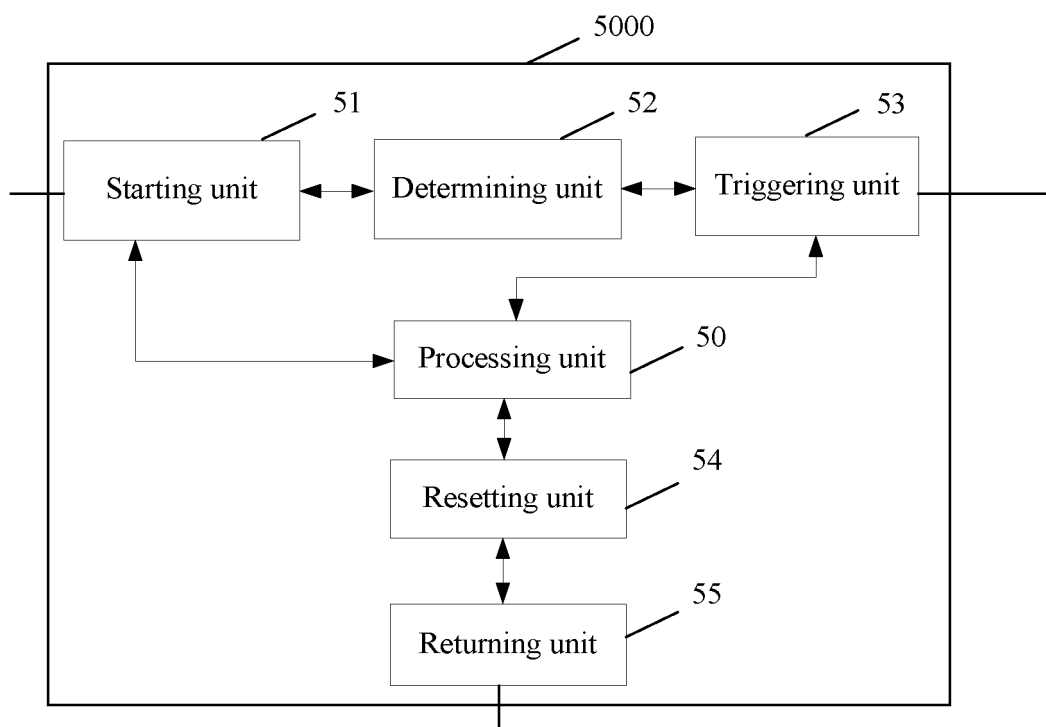 5000
51
52
53
Starting unit
Determining unit
Triggering unit
50
Processing unit
54
Resetting unit
55
Returning unit